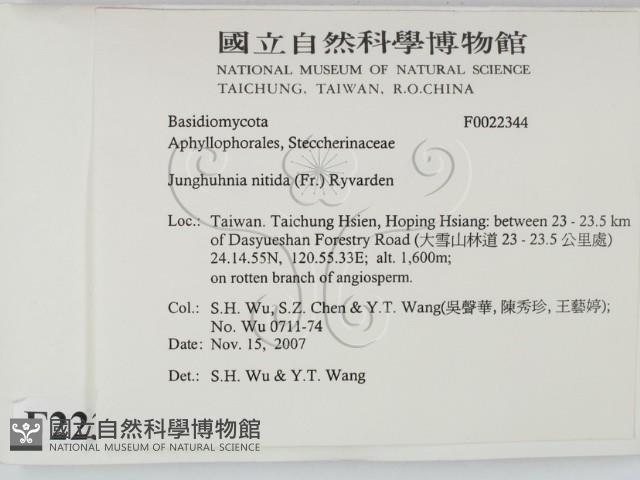 國立自然科學博物館
NATIONAL MUSEUM OF NATURAL SCIENCE
TAICHUNG, TAIWAN, R.O.CHINA
Basidiomycota F0022344
Aphyllophorales, Steccherinaceae
Junghuhnia nitida (Fr.) Ryvarden
Loc.: Taiwan. Taichung Hsien, Hoping Hsiang: between 23 - 23.5 km
of Dasyueshan Forestry Road (大雪山林道 23 - 23.5 公里處)
24.14.55N, 120.55.33E; alt. 1,600m;
on rotten branch of angiosperm.
Col.: S.H. Wu, S.Z. Chen & Y.T. Wang(吳聲華, 陳秀珍, 王藝婷);
No. Wu 0711-74
Date: Nov. 15, 2007
Det.: S.H. Wu & Y.T. Wang
國立自然科學博物館
NATIONAL MUSEUM OF NATURAL SCIENCE